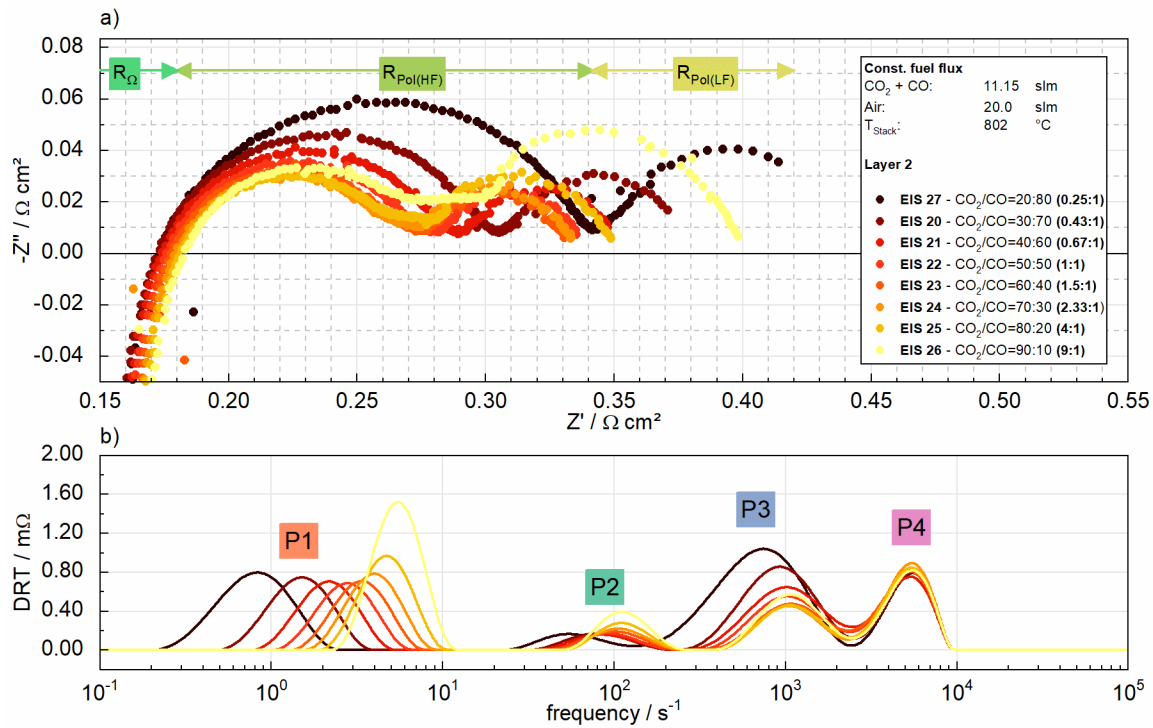 a)
0.08
0.06
0.04
0.02
0.00
-0.02
-0.04
-Z'' / Ω cm²
R_Ω
R_Pol(HF)
R_Pol(LF)
Const. fuel flux
CO₂ + CO: 11.15 slm
Air: 20.0 slm
T_Stack: 802 °C
Layer 2
EIS 27 - CO₂/CO=20:80 (0.25:1)
EIS 20 - CO₂/CO=30:70 (0.43:1)
EIS 21 - CO₂/CO=40:60 (0.67:1)
EIS 22 - CO₂/CO=50:50 (1:1)
EIS 23 - CO₂/CO=60:40 (1.5:1)
EIS 24 - CO₂/CO=70:30 (2.33:1)
EIS 25 - CO₂/CO=80:20 (4:1)
EIS 26 - CO₂/CO=90:10 (9:1)
0.15 0.20 0.25 0.30 0.35 0.40 0.45 0.50 0.55
Z' / Ω cm²
b)
2.00
1.60
1.20
0.80
0.40
0.00
DRT / mΩ
P1
P2
P3
P4
10⁻¹ 10⁰ 10¹ 10² 10³ 10⁴ 10⁵
frequency / s⁻¹